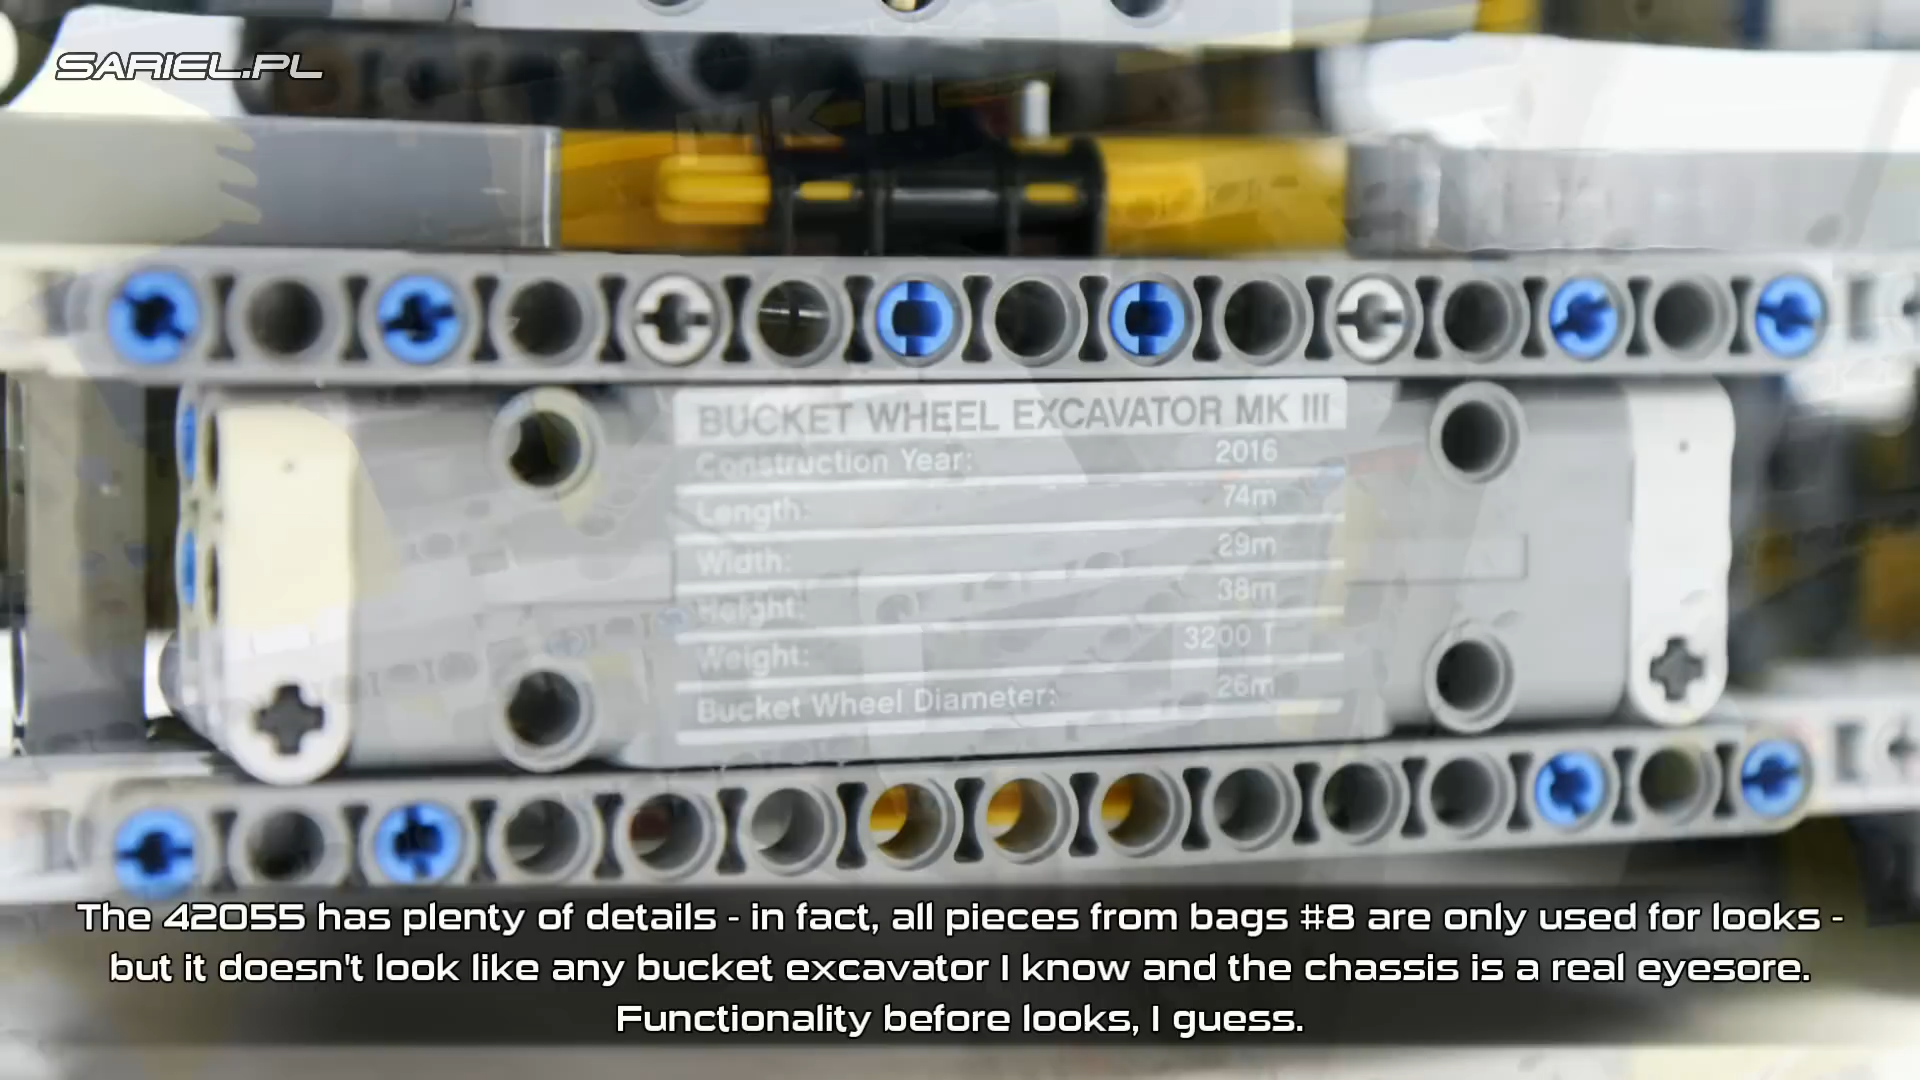 SARIEL.PL
MK III
BUCKET WHEEL EXCAVATOR MK III
Construction Year: 2016
Length: 74m
Width: 29m
Height: 38m
Weight: 3200 T
Bucket Wheel Diameter: 26m
The 42055 has plenty of details - in fact, all pieces from bags #8 are only used for looks -
but it doesn't look like any bucket excavator I know and the chassis is a real eyesore.
Functionality before looks, I guess.